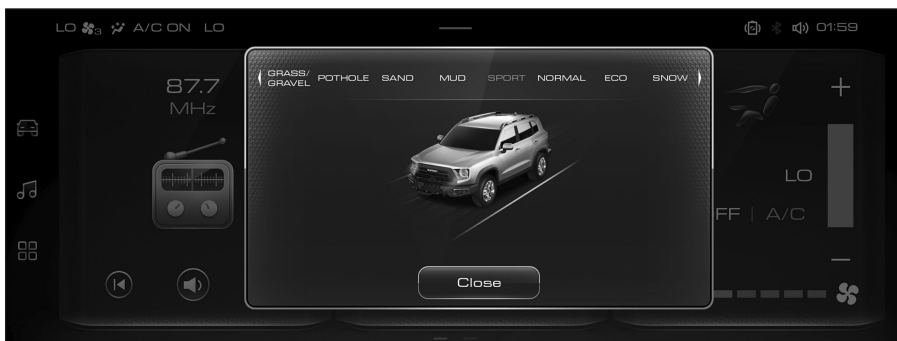 LO 3 A/C ON LO
01:59
87.7
MHz
GRASS/
GRAVEL
POTHOLE SAND MUD SPORT NORMAL ECO SNOW
LO
FF | A/C
Close